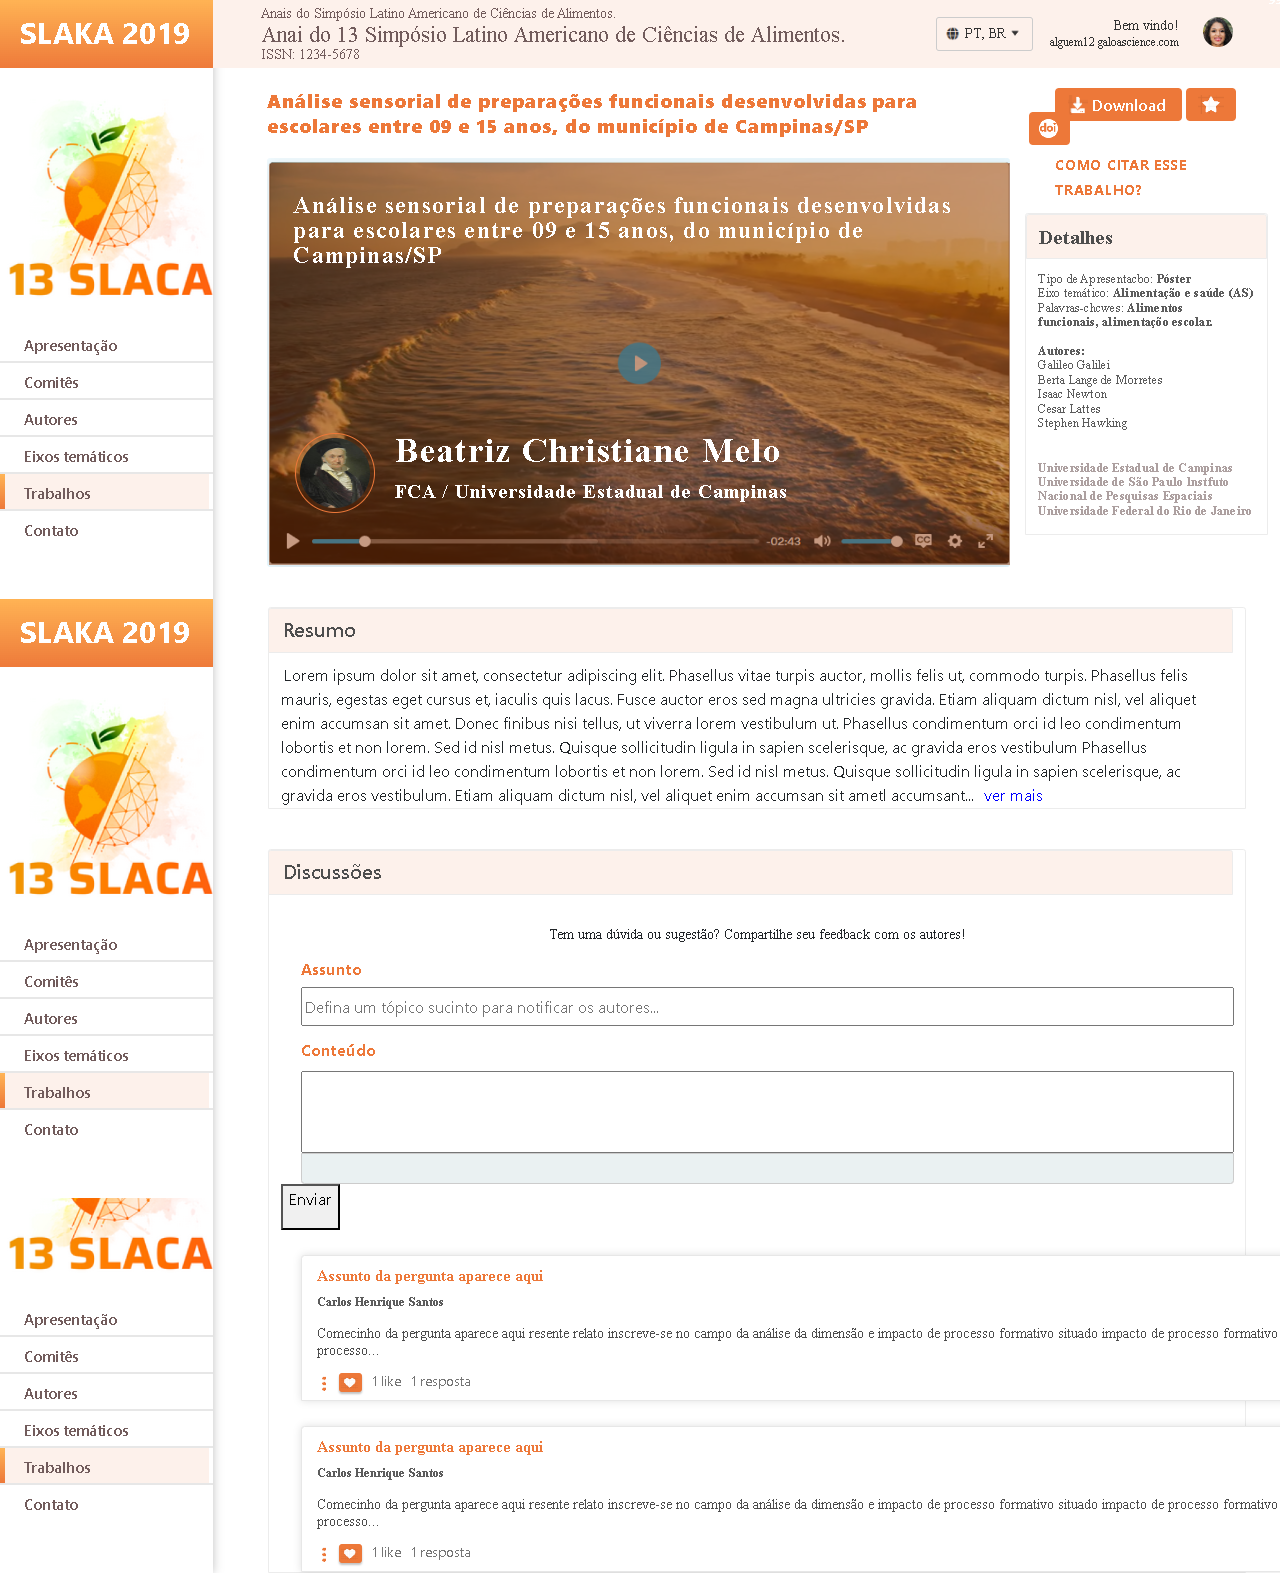 SLAKA 2019
Anais do Simpósio Latino Americano de Ciências de Alimentos.
Anai do 13 Simpósio Latino Americano de Ciências de Alimentos.
ISSN: 1234-5678
PT, BR
Bem vindo!
alguem12 galoascience.com
13 SLACA
Apresentação
Comitês
Autores
Eixos temáticos
Trabalhos
Contato
Análise sensorial de preparações funcionais desenvolvidas para
escolares entre 09 e 15 anos, do município de Campinas/SP
Download
doi
COMO CITAR ESSE
TRABALHO?
Análise sensorial de preparações funcionais desenvolvidas
para escolares entre 09 e 15 anos, do município de
Campinas/SP
Beatriz Christiane Melo
FCA / Universidade Estadual de Campinas
-02:43
CC
Detalhes
Tipo de Apresentacbo: Póster
Eixo temático: Alimentação e saúde (AS)
Palavras-chcwes: Alimentos
funcionais, alimentação escolar.
Autores:
Galileo Galilei
Berta Lange de Morretes
Isaac Newton
Cesar Lattes
Stephen Hawking
Universidade Estadual de Campinas
Universidade de São Paulo Instfuto
Nacional de Pesquisas Espaciais
Universidade Federal do Rio de Janeiro
SLAKA 2019
13 SLACA
Apresentação
Comitês
Autores
Eixos temáticos
Trabalhos
Contato
Resumo
Lorem ipsum dolor sit amet, consectetur adipiscing elit. Phasellus vitae turpis auctor, mollis felis ut, commodo turpis. Phasellus felis
mauris, egestas eget cursus et, iaculis quis lacus. Fusce auctor eros sed magna ultricies gravida. Etiam aliquam dictum nisl, vel aliquet
enim accumsan sit amet. Donec finibus nisi tellus, ut viverra lorem vestibulum ut. Phasellus condimentum orci id leo condimentum
lobortis et non lorem. Sed id nisl metus. Quisque sollicitudin ligula in sapien scelerisque, ac gravida eros vestibulum Phasellus
condimentum orci id leo condimentum lobortis et non lorem. Sed id nisl metus. Quisque sollicitudin ligula in sapien scelerisque, ac
gravida eros vestibulum. Etiam aliquam dictum nisl, vel aliquet enim accumsan sit ametl accumsant... ver mais
Discussões
Tem uma dúvida ou sugestão? Compartilhe seu feedback com os autores!
Assunto
Defina um tópico sucinto para notificar os autores...
Conteúdo
Enviar
13 SLACA
Apresentação
Comitês
Autores
Eixos temáticos
Trabalhos
Contato
Assunto da pergunta aparece aqui
Carlos Henrique Santos
Comecinho da pergunta aparece aqui resente relato inscreve-se no campo da análise da dimensão e impacto de processo formativo situado impacto de processo formativo
processo...
1 like 1 resposta
Assunto da pergunta aparece aqui
Carlos Henrique Santos
Comecinho da pergunta aparece aqui resente relato inscreve-se no campo da análise da dimensão e impacto de processo formativo situado impacto de processo formativo
processo...
1 like 1 resposta